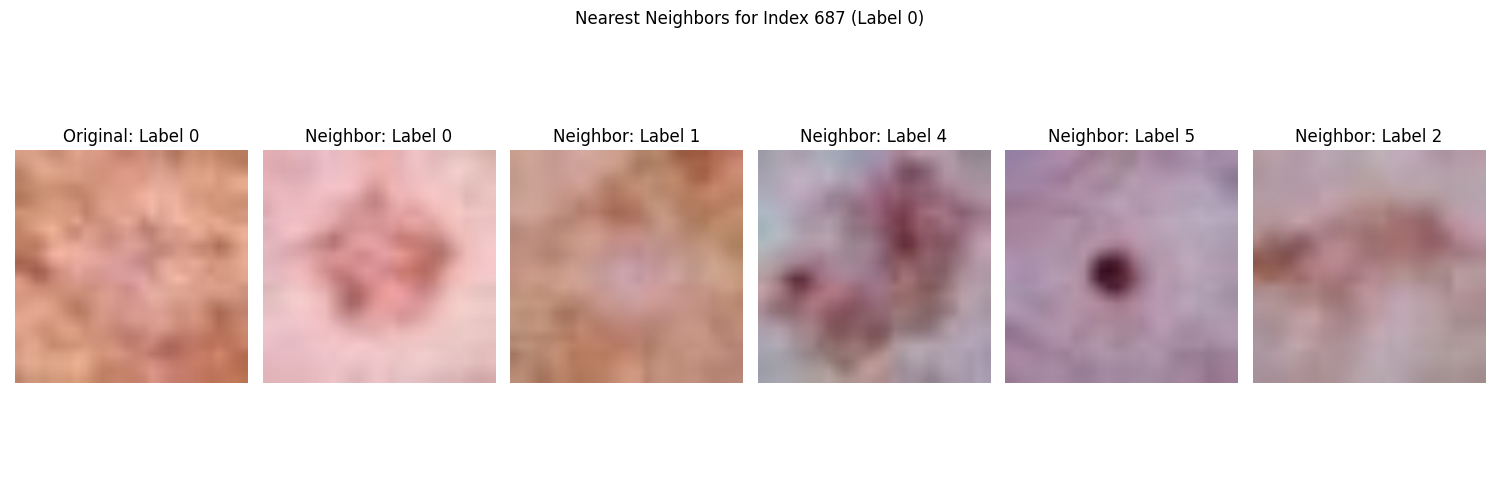 Nearest Neighbors for Index 687 (Label 0)
Original: Label 0
Neighbor: Label 0
Neighbor: Label 1
Neighbor: Label 4
Neighbor: Label 5
Neighbor: Label 2